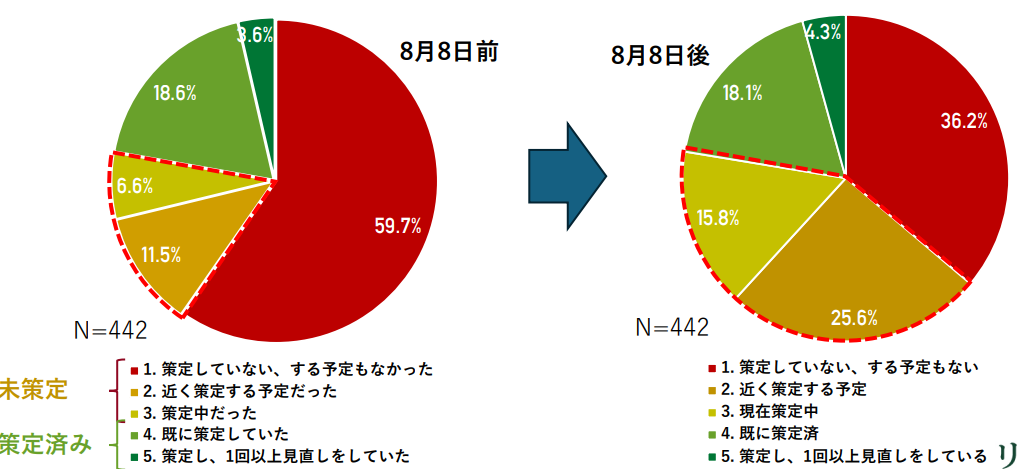 8月8日前
3.6%
18.6%
6.6%
11.5%
59.7%
N=442
未策定
策定済み
1. 策定していない、する予定もなかった
2. 近く策定する予定だった
3. 策定中だった
4. 既に策定していた
5. 策定し、1回以上見直しをしていた
8月8日後
4.3%
18.1%
36.2%
15.8%
25.6%
N=442
1. 策定していない、する予定もない
2. 近く策定する予定
3. 現在策定中
4. 既に策定済
5. 策定し、1回以上見直しをしている
リ